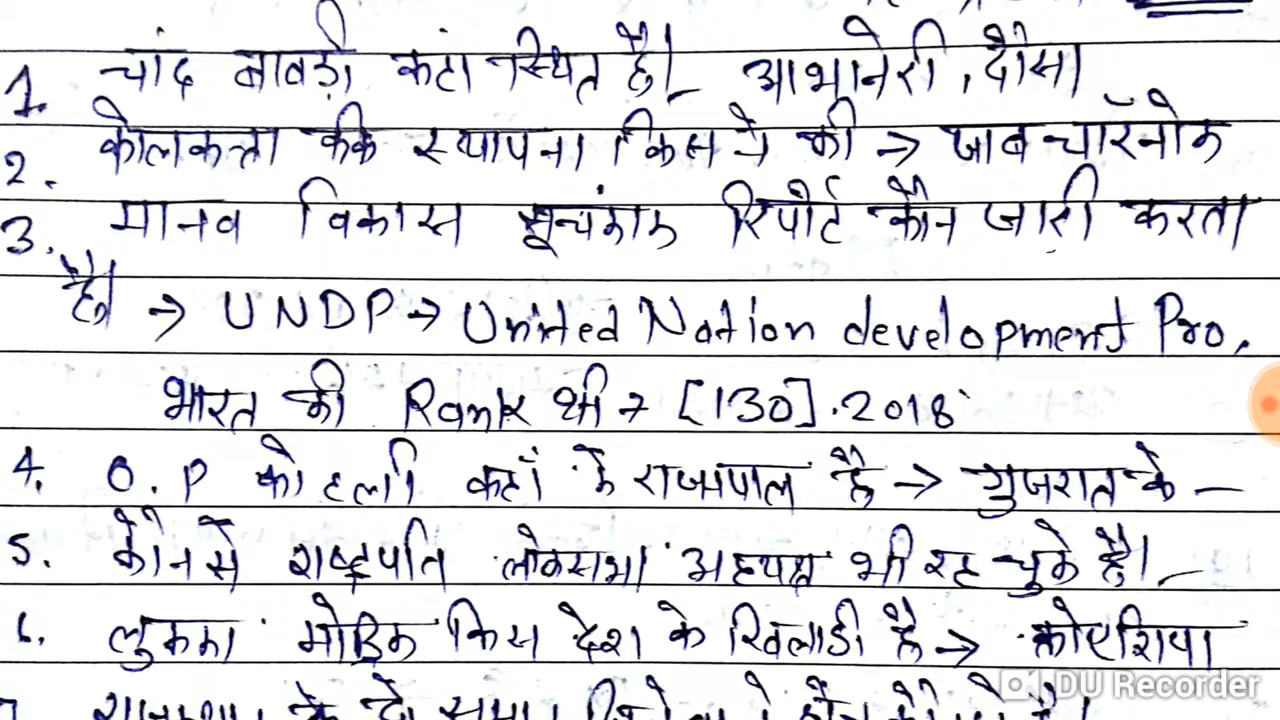 1. चांद बावड़ी कहा स्थित है। - आभानेरी, दौसा
2. कोलकत्ता की स्थापना किस ने की → जाब चॉरनोक
3. मानव विकास सूचकांक रिपोर्ट कौन जारी करता
है। → UNDP → United Nation development Pro.
भारत की Rank थी → [130]. 2018
4. O. P कोहली कहाँ के राज्यपाल है → गुजरात के -
5. कौन से राष्ट्रपति लोकसभा अध्यक्ष भी रह चुके है। -
6. लुकका मोड्रिक किस देश के खिलाड़ी है → क्रोएशिया
DU Recorder